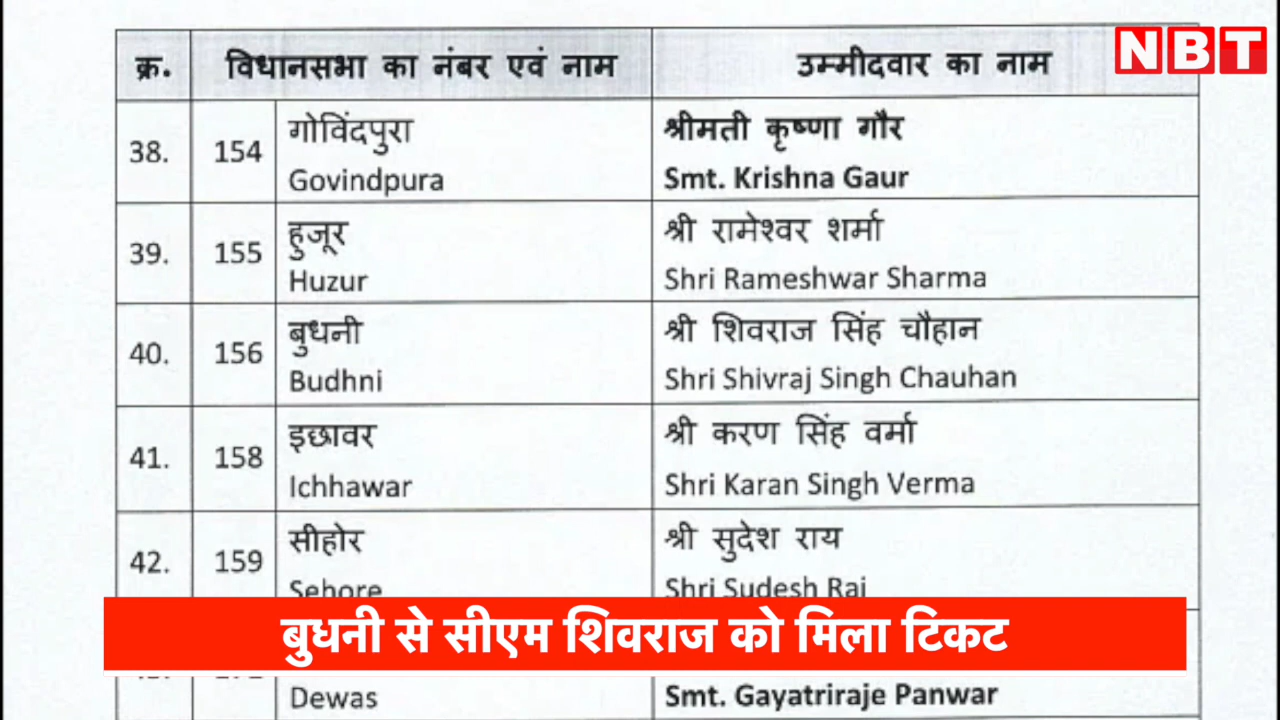 NBT
क्र. विधानसभा का नंबर एवं नाम उम्मीदवार का नाम
38. 154 गोविंदपुरा श्रीमती कृष्णा गौर
Govindpura Smt. Krishna Gaur
39. 155 हुजूर श्री रामेश्वर शर्मा
Huzur Shri Rameshwar Sharma
40. 156 बुधनी श्री शिवराज सिंह चौहान
Budhni Shri Shivraj Singh Chauhan
41. 158 इछावर श्री करण सिंह वर्मा
Ichhawar Shri Karan Singh Verma
42. 159 सीहोर श्री सुदेश राय
Sehore Shri Sudesh Rai
बुधनी से सीएम शिवराज को मिला टिकट
Dewas Smt. Gayatriraje Panwar